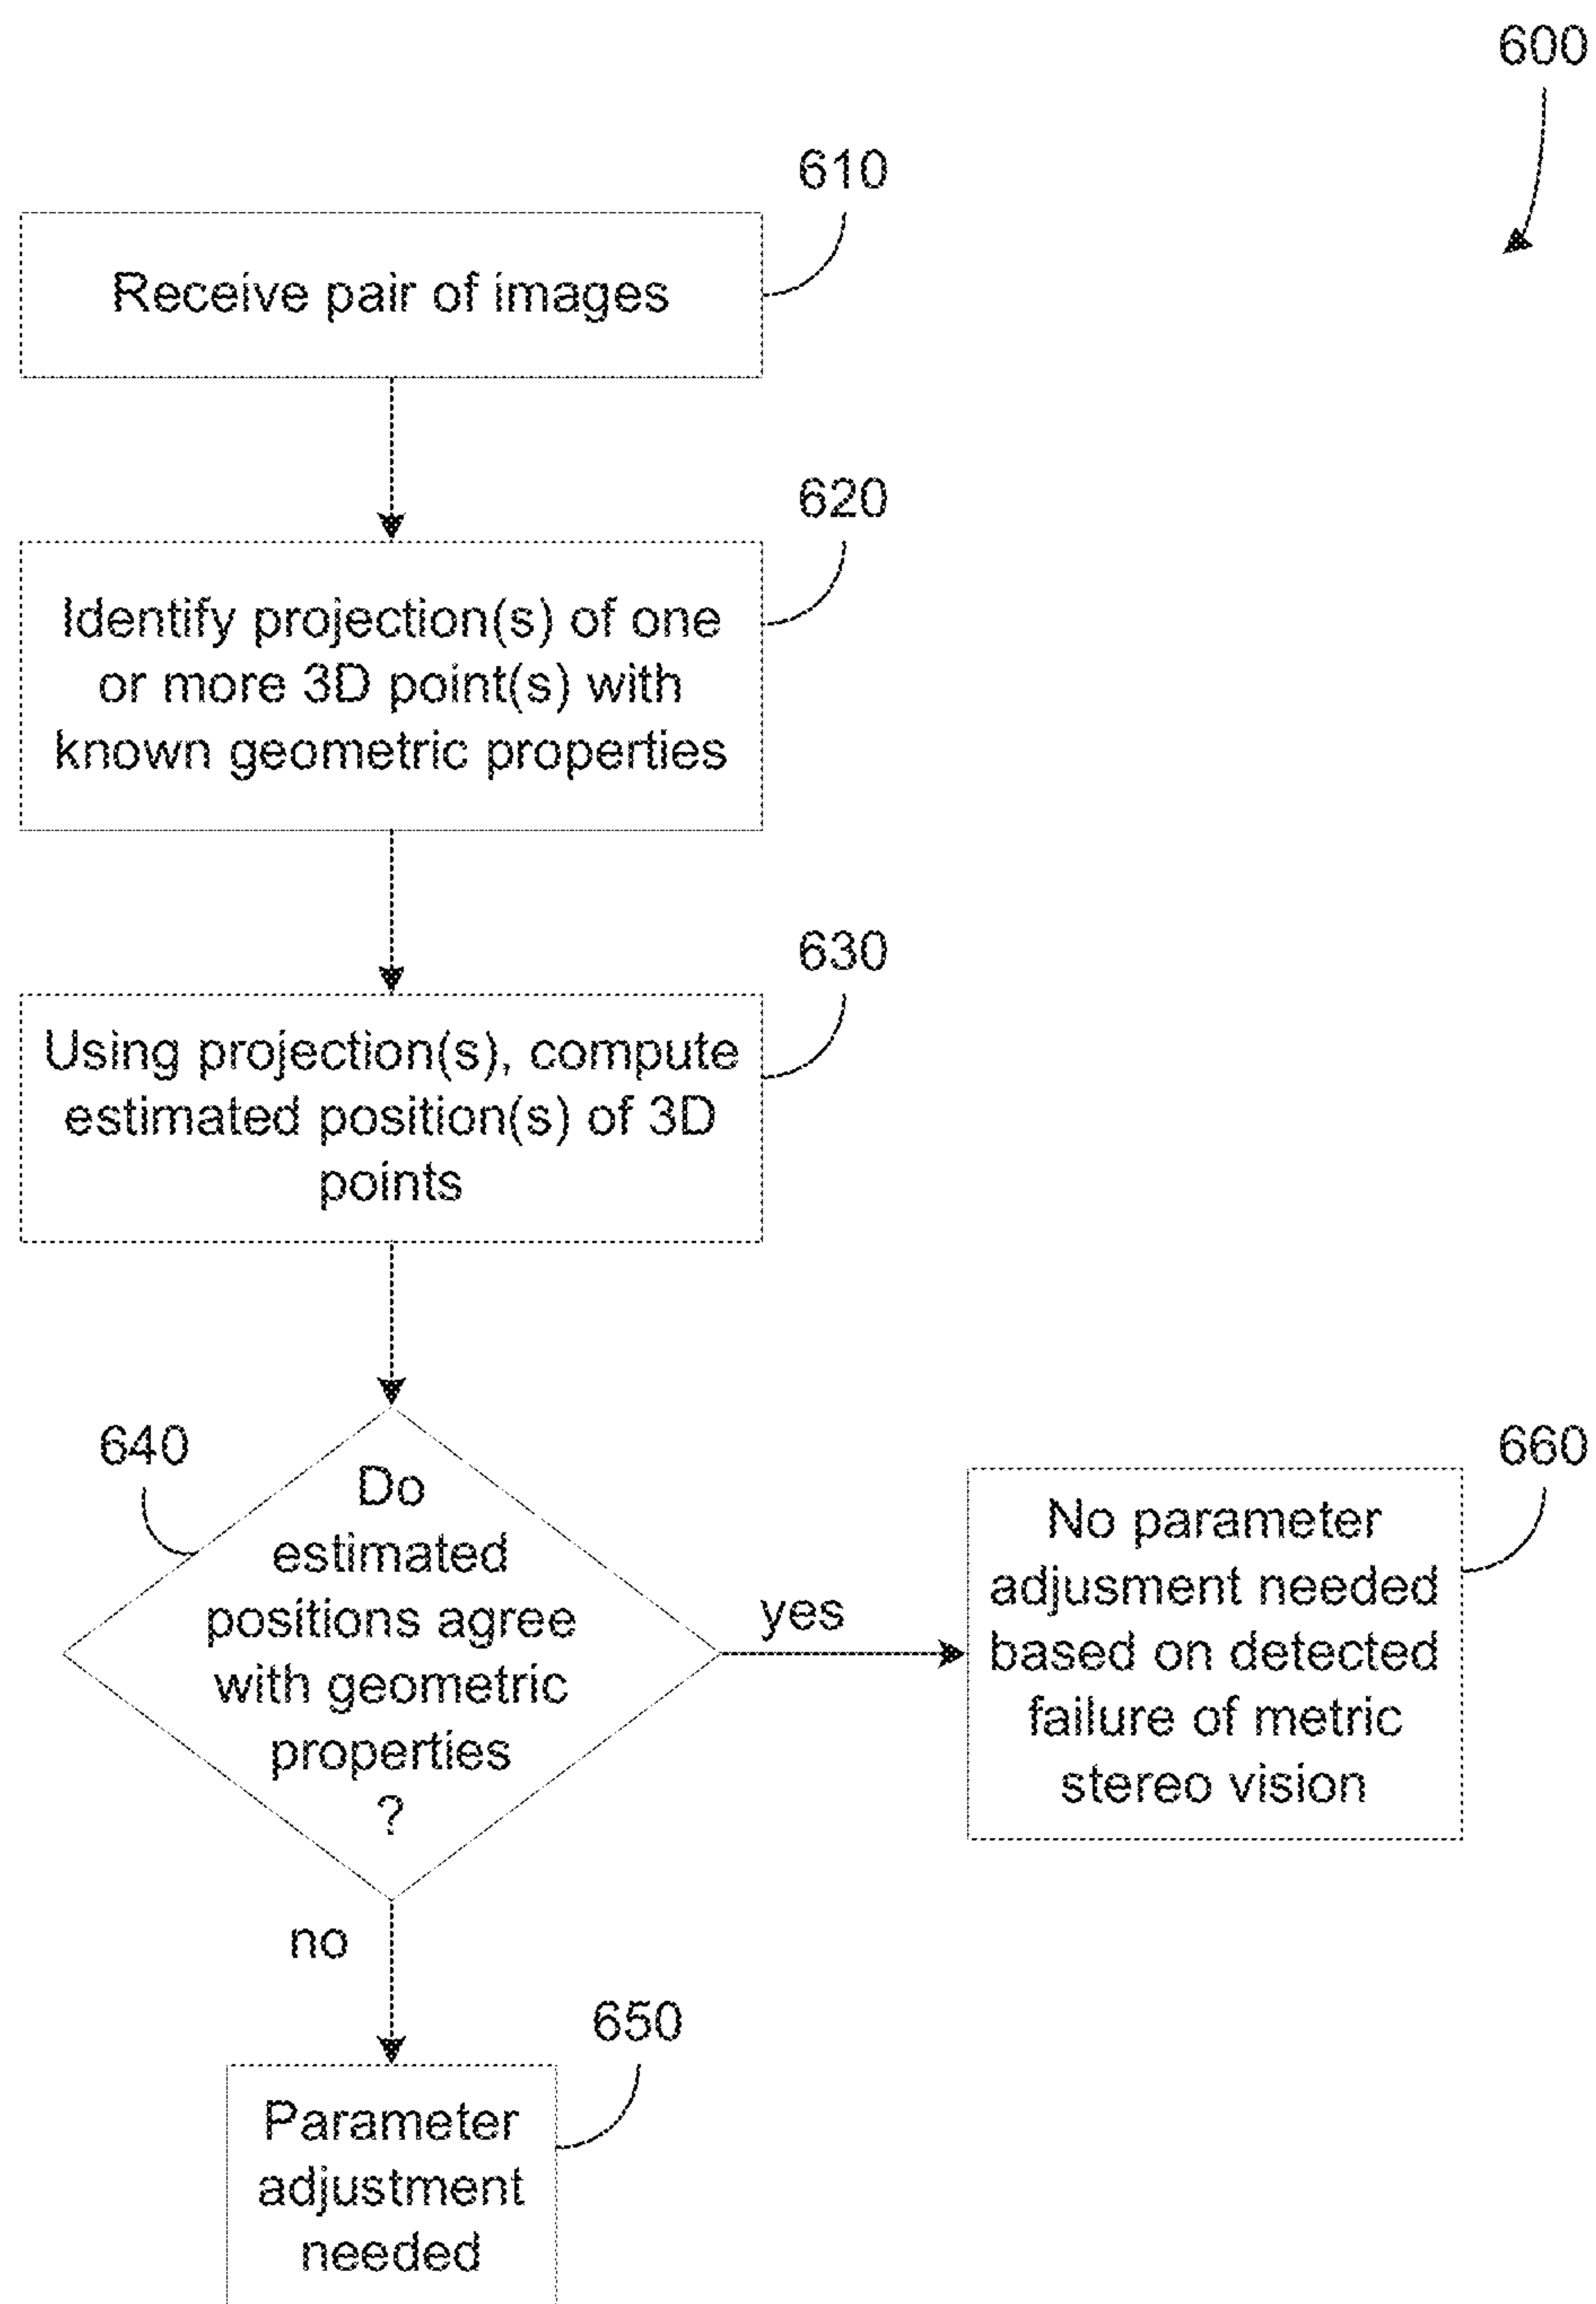 600
610
Receive pair of images
620
Identify projection(s) of one
or more 3D point(s) with
known geometric properties
630
Using projection(s), compute
estimated position(s) of 3D
points
640
Do
estimated
positions agree
with geometric
properties
?
yes
660
No parameter
adjusment needed
based on detected
failure of metric
stereo vision
no
650
Parameter
adjustment
needed